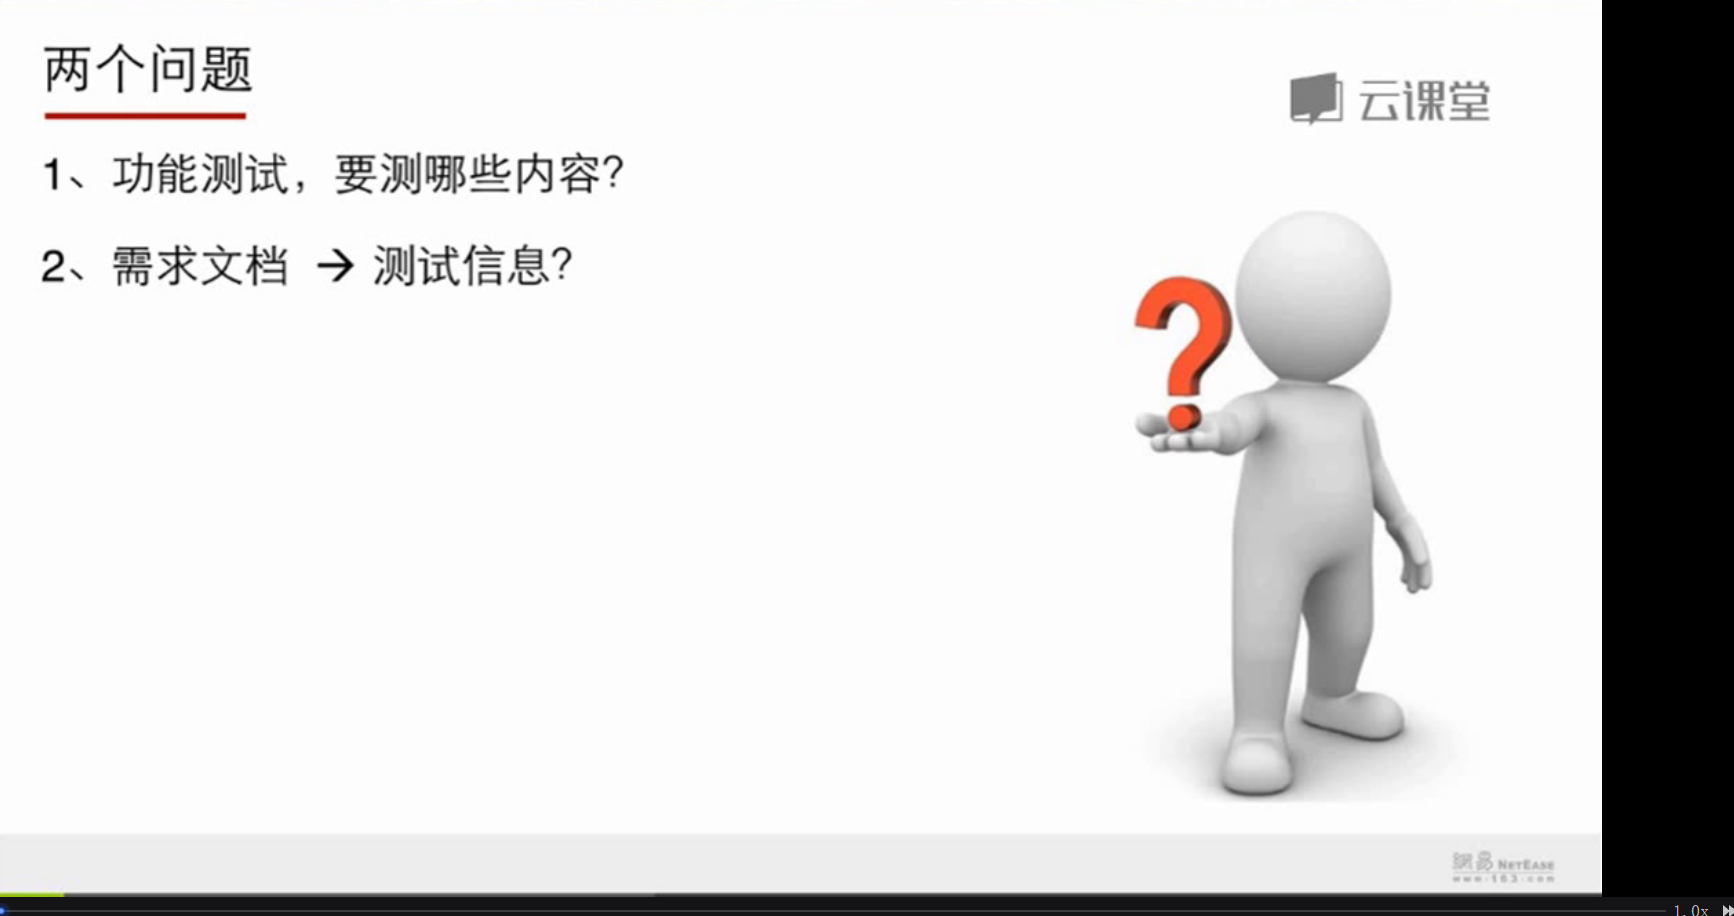 两个问题
云课堂
1、功能测试，要测哪些内容？
2、需求文档 → 测试信息？
網易 NETEASE
www.163.com
1.0x